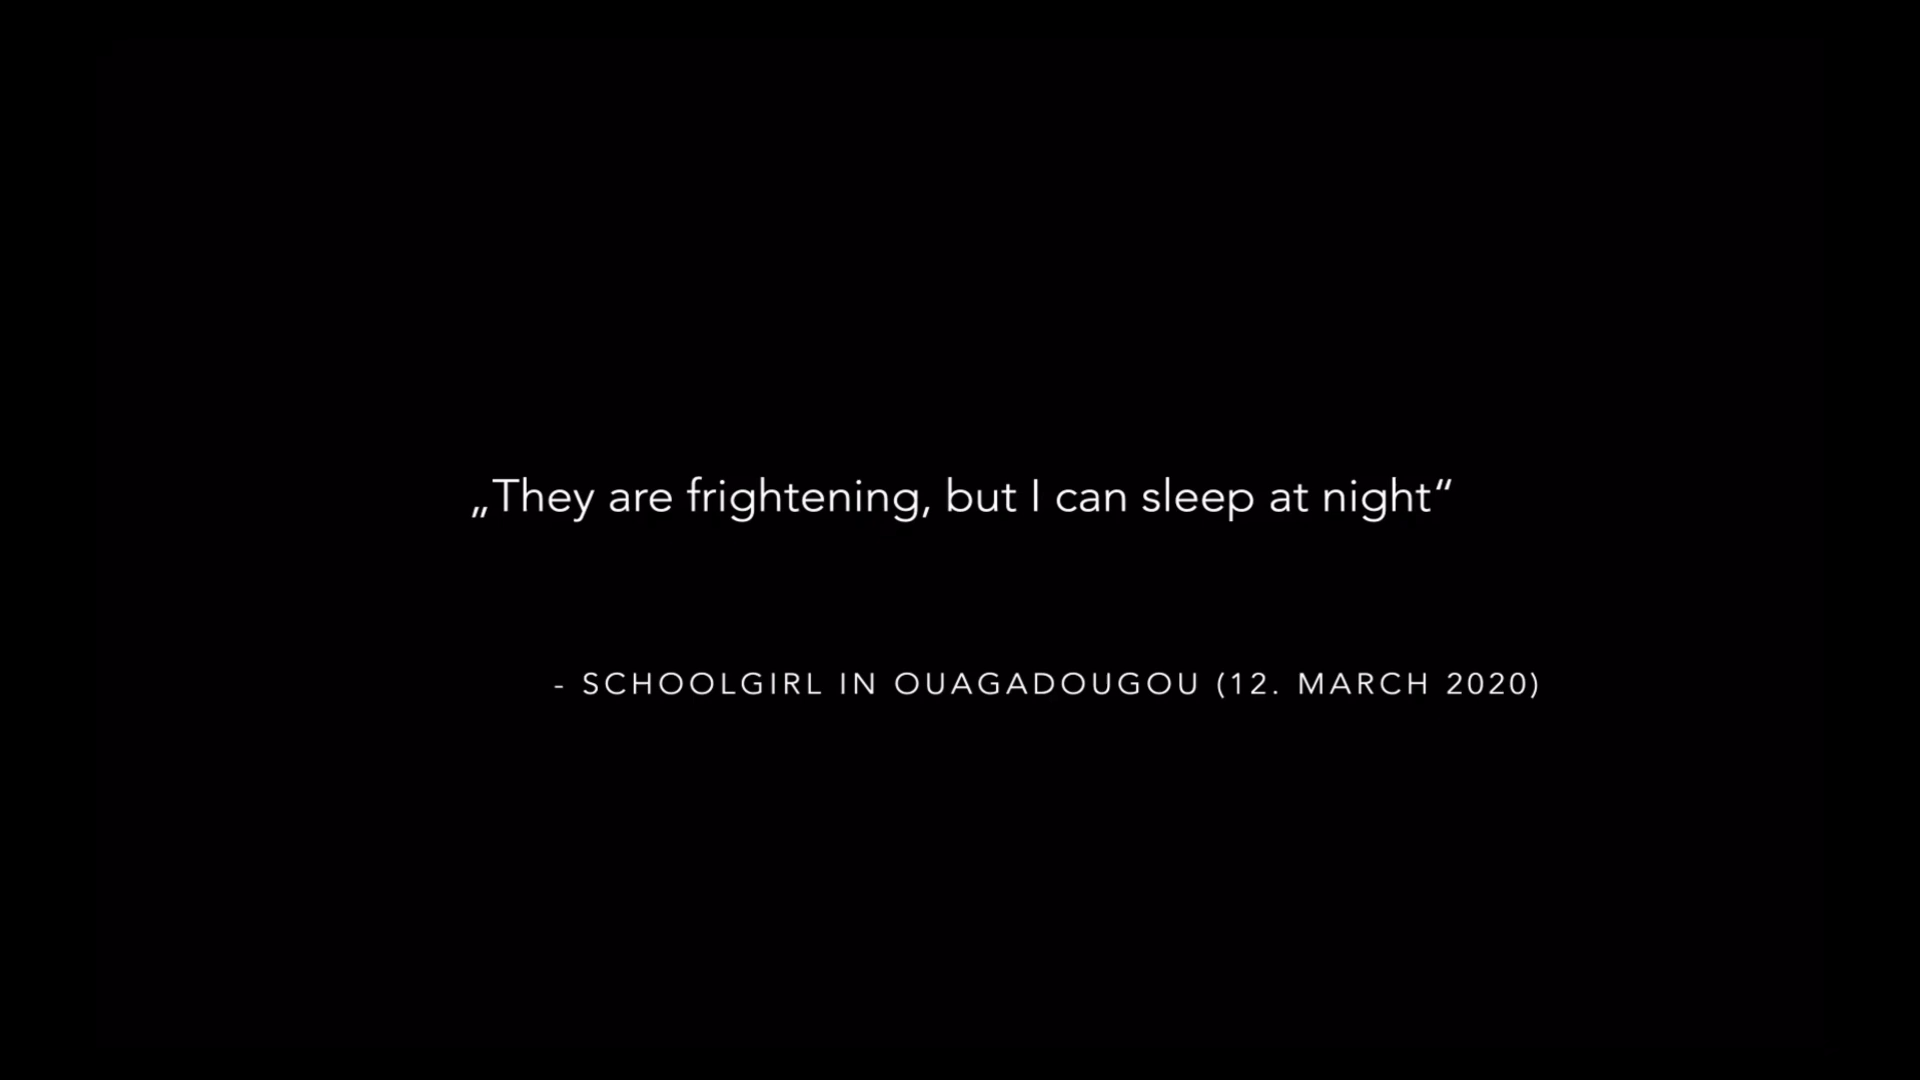 „They are frightening, but I can sleep at night“
- SCHOOLGIRL IN OUAGADOUGOU (12. MARCH 2020)